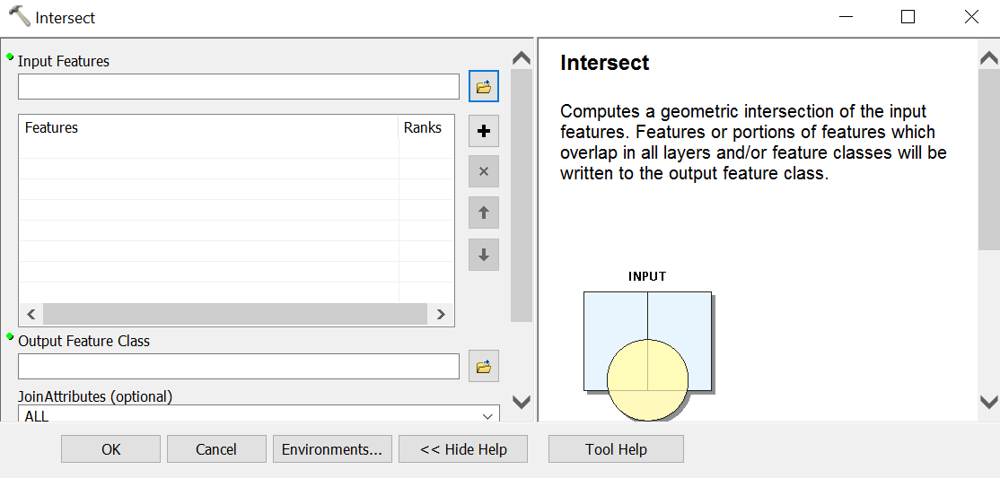 Intersect
Input Features
Features Ranks
Output Feature Class
JoinAttributes (optional)
ALL
Intersect
Computes a geometric intersection of the input
features. Features or portions of features which
overlap in all layers and/or feature classes will be
written to the output feature class.
INPUT
OK Cancel Environments... << Hide Help Tool Help